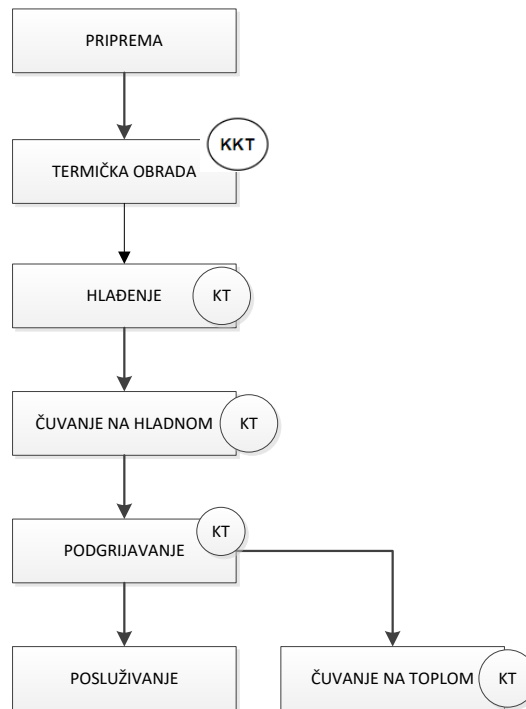 PRIPREMA
KKT
TERMIČKA OBRADA
HLAĐENJE
KT
ČUVANJE NA HLADNOM
KT
KT
PODGRIJAVANJE
POSLUŽIVANJE
ČUVANJE NA TOPLOM
KT